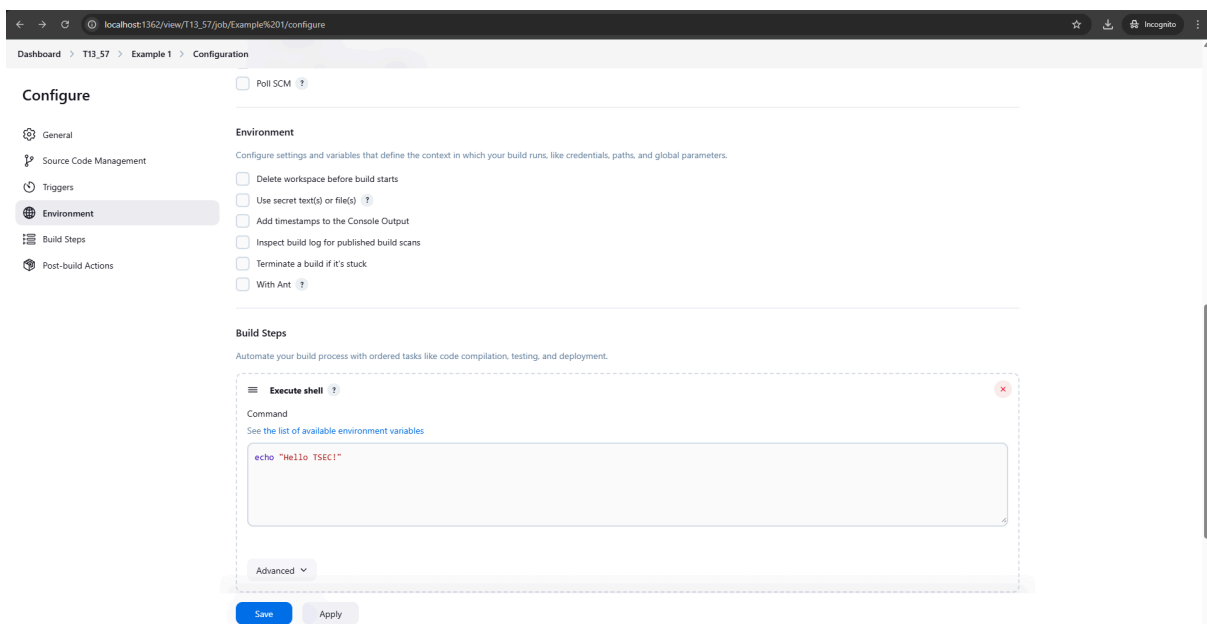 localhost:1362/view/T13_57/job/Example%201/configure
Incognito
Dashboard > T13_57 > Example 1 > Configuration
Configure
General
Source Code Management
Triggers
Environment
Build Steps
Post-build Actions
Poll SCM ?
Environment
Configure settings and variables that define the context in which your build runs, like credentials, paths, and global parameters.
Delete workspace before build starts
Use secret text(s) or file(s) ?
Add timestamps to the Console Output
Inspect build log for published build scans
Terminate a build if it's stuck
With Ant ?
Build Steps
Automate your build process with ordered tasks like code compilation, testing, and deployment.
Execute shell ?
Command
See the list of available environment variables
echo "Hello TSEC!"
Advanced
Save Apply